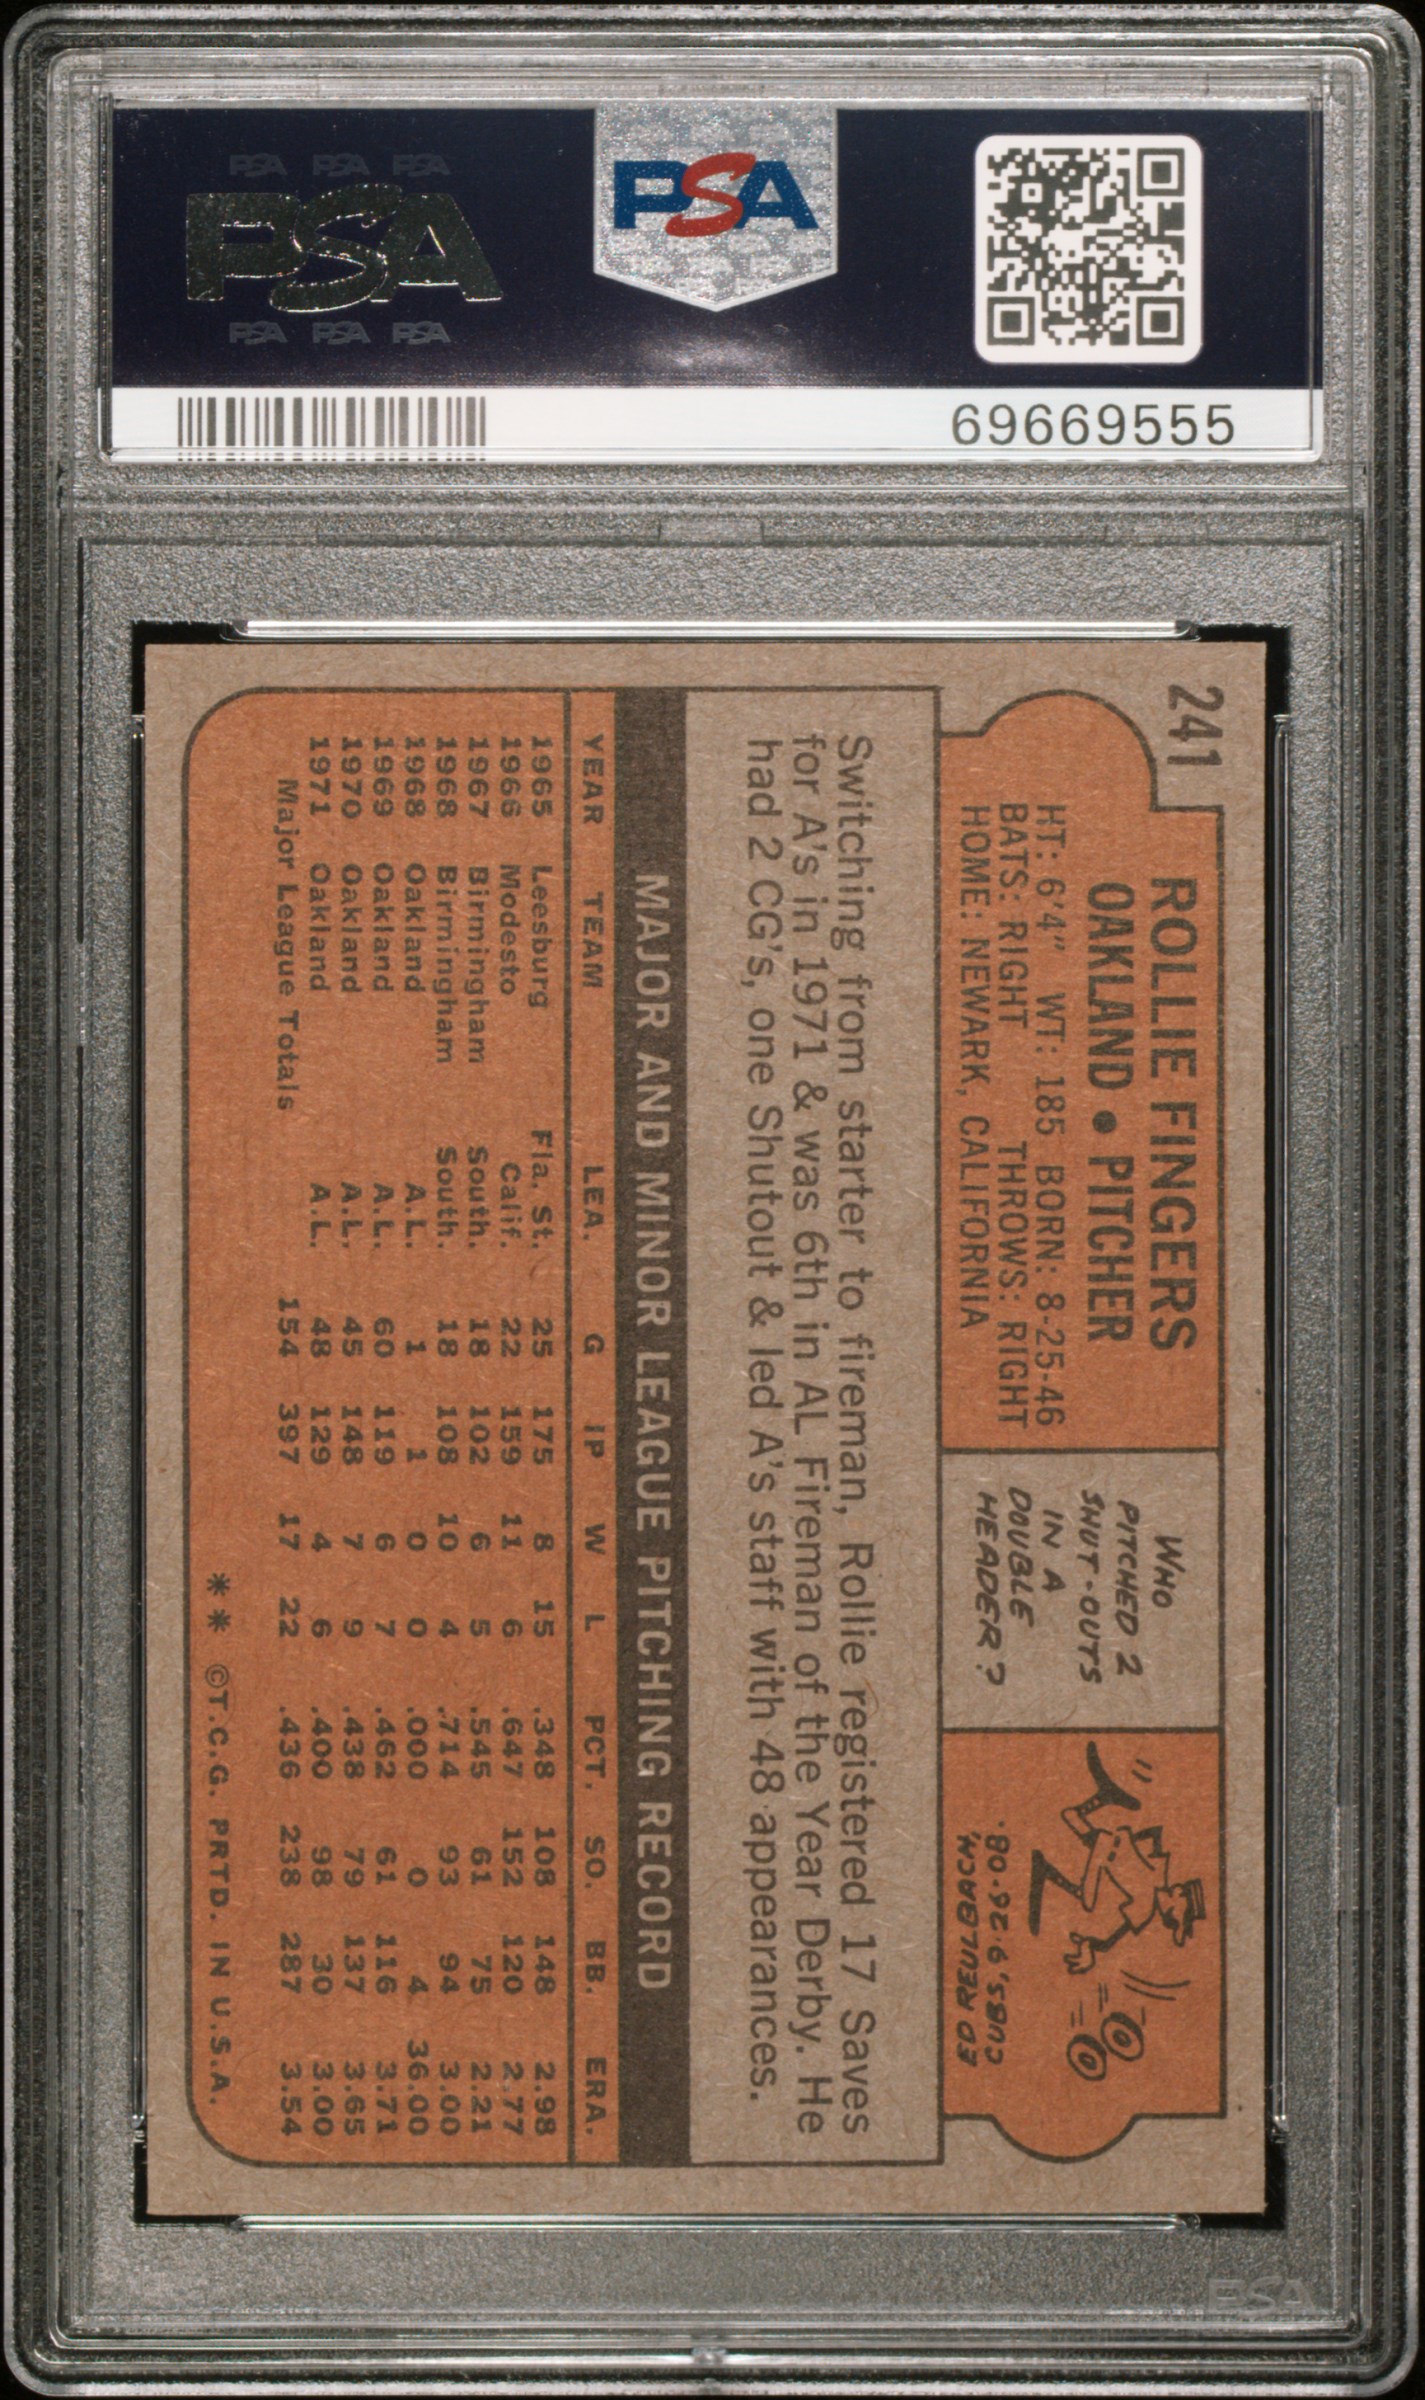 PSA PSA PSA
PSA
PSA PSA PSA
PSA
69669555
241
ROLLIE FINGERS
OAKLAND • PITCHER
HT: 6'4" WT: 185 BORN: 8-25-46
BATS: RIGHT THROWS: RIGHT
HOME: NEWARK, CALIFORNIA
WHO
PITCHED 2
SHUT-OUTS
IN A
DOUBLE
HEADER?
ED REULBACH,
CUBS, 9·26·08.
Switching from starter to fireman, Rollie registered 17 Saves
for A's in 1971 & was 6th in AL Fireman of the Year Derby. He
had 2 CG's, one Shutout & led A's staff with 48 appearances.
MAJOR AND MINOR LEAGUE PITCHING RECORD
YEAR TEAM LEA. G IP W L PCT. SO. BB. ERA.
1965 Leesburg Fla. St. 25 175 8 15 .348 108 148 2.98
1966 Modesto Calif. 22 159 11 6 .647 152 120 2.77
1967 Birmingham South. 18 102 6 5 .545 61 75 2.21
1968 Birmingham South. 18 108 10 4 .714 93 94 3.00
1968 Oakland A.L. 1 1 0 0 .000 0 4 36.00
1969 Oakland A.L. 60 119 6 7 .462 61 116 3.71
1970 Oakland A.L. 45 148 7 9 .438 79 137 3.65
1971 Oakland A.L. 48 129 4 6 .400 98 30 3.00
Major League Totals 154 397 17 22 .436 238 287 3.54
** ©T.C.G. PRTD. IN U.S.A.
PSA